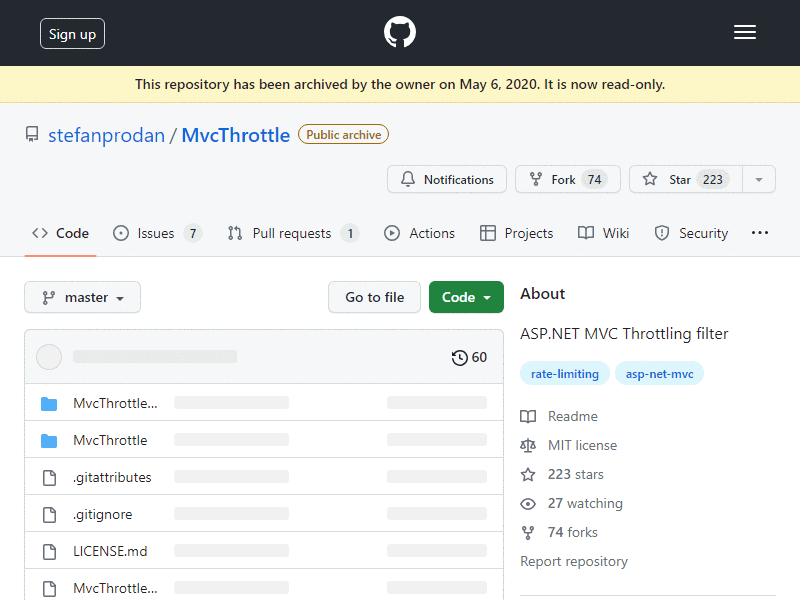 Sign up
This repository has been archived by the owner on May 6, 2020. It is now read-only.
stefanprodan / MvcThrottle Public archive
Notifications Fork 74 Star 223
Code Issues 7 Pull requests 1 Actions Projects Wiki Security
master Go to file Code
60
MvcThrottle...
MvcThrottle
.gitattributes
.gitignore
LICENSE.md
MvcThrottle...
About
ASP.NET MVC Throttling filter
rate-limiting asp-net-mvc
Readme
MIT license
223 stars
27 watching
74 forks
Report repository